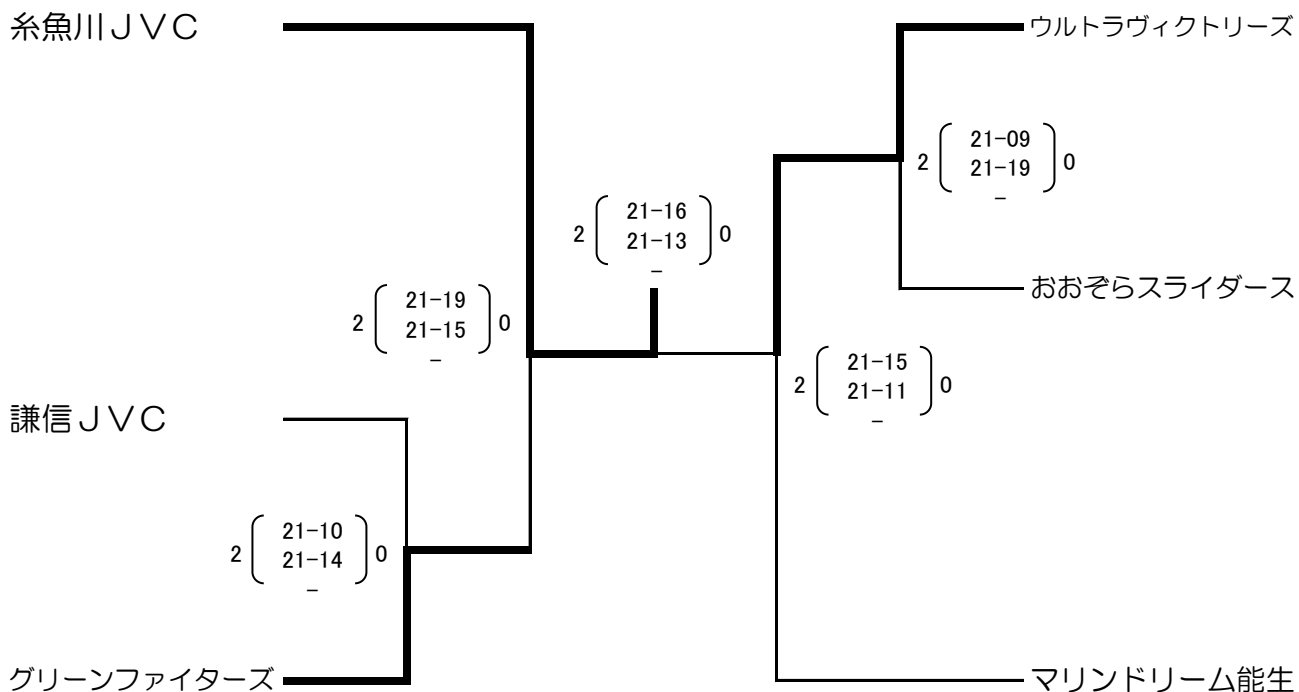 糸魚川ＪＶＣ
ウルトラヴィクトリーズ
2 21-09 0
21-19
-
2 21-16 0
21-13
-
おおぞらスライダース
2 21-19 0
21-15
-
2 21-15 0
21-11
-
謙信ＪＶＣ
2 21-10 0
21-14
-
グリーンファイターズ
マリンドリーム能生